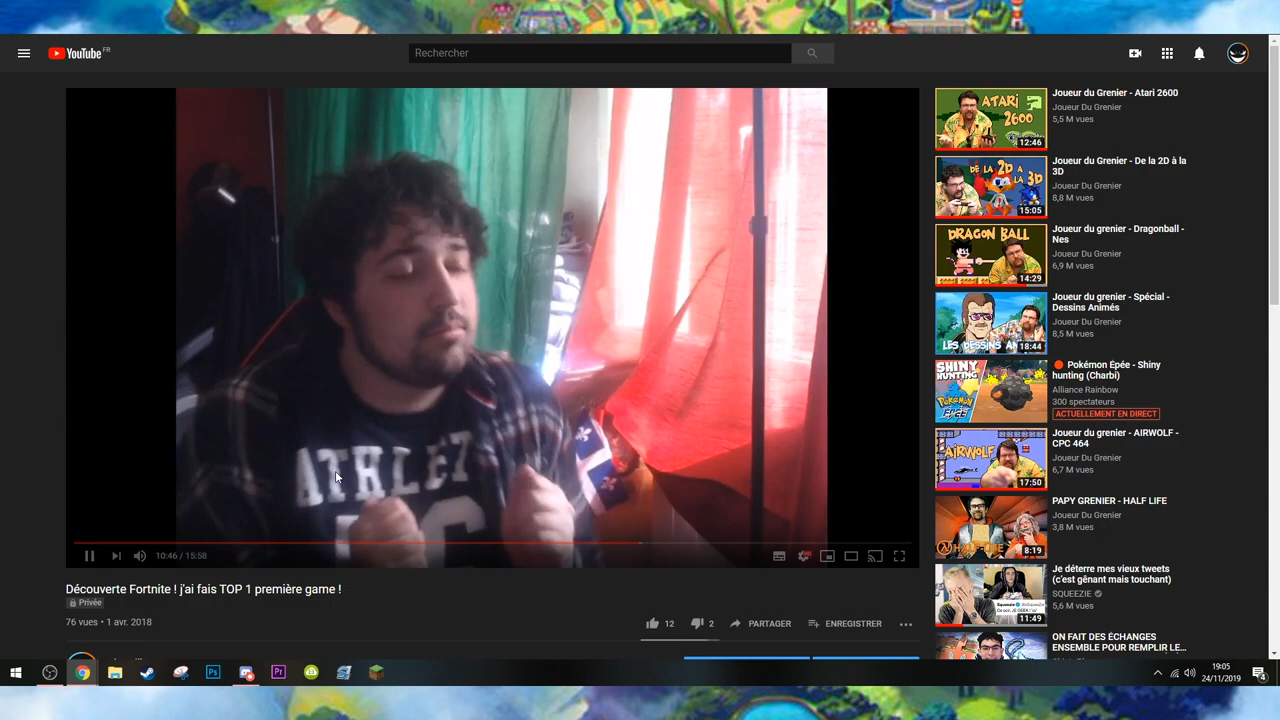 YouTube FR
Rechercher
ATHLET
10:46 / 15:58
Découverte Fortnite ! j'ai fais TOP 1 première game !
Privée
76 vues • 1 avr. 2018
12
2
PARTAGER
ENREGISTRER
ATARI
2600
12:46
Joueur du Grenier - Atari 2600
Joueur Du Grenier
5,5 M vues
DE LA 2D A
LA 3D
15:05
Joueur du Grenier - De la 2D à la
3D
Joueur Du Grenier
8,8 M vues
DRAGON BALL
14:29
Joueur du grenier - Dragonball -
Nes
Joueur Du Grenier
6,9 M vues
LES DESSINS AN
18:44
Joueur du grenier - Spécial -
Dessins Animés
Joueur Du Grenier
8,5 M vues
SHINY
HUNTING
POKÉMON
ÉPÉE
Pokémon Épée - Shiny
hunting (Charbi)
Alliance Rainbow
300 spectateurs
ACTUELLEMENT EN DIRECT
AIRWOLF
17:50
Joueur du grenier - AIRWOLF -
CPC 464
Joueur Du Grenier
6,7 M vues
HALF-LIFE
8:19
PAPY GRENIER - HALF LIFE
Joueur Du Grenier
3,8 M vues
Squeezie
11:49
Je déterre mes vieux tweets
(c'est gênant mais touchant)
SQUEEZIE
5,6 M vues
ON FAIT DES ÉCHANGES
ENSEMBLE POUR REMPLIR LE...
Ps
Pr
19:05
24/11/2019
4